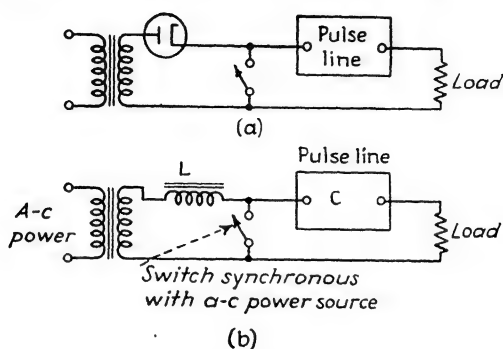 Pulse
line
Load
(a)
L
Pulse line
A-c
power
C
Load
Switch synchronous
with a-c power source
(b)